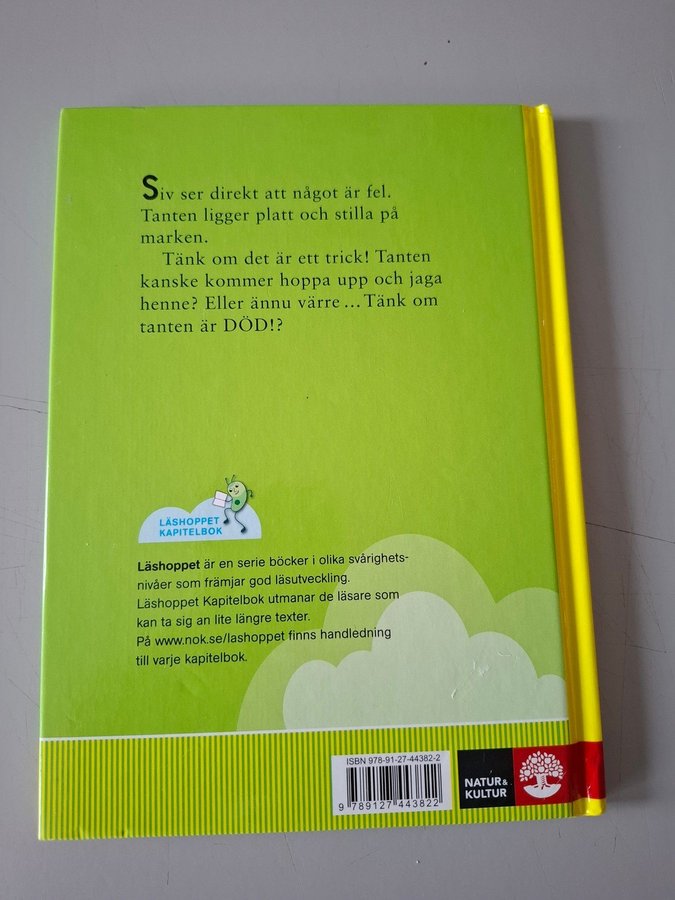 Siv ser direkt att något är fel.
Tanten ligger platt och stilla på
marken.
Tänk om det är ett trick! Tanten
kanske kommer hoppa upp och jaga
henne? Eller ännu värre ... Tänk om
tanten är DÖD!?
LÄSHOPPET
KAPITELBOK
Läshoppet är en serie böcker i olika svårighets-
nivåer som främjar god läsutveckling.
Läshoppet Kapitelbok utmanar de läsare som
kan ta sig an lite längre texter.
På www.nok.se/lashoppet finns handledning
till varje kapitelbok.
ISBN 978-91-27-44382-2
9 789127 443822
NATUR &
KULTUR